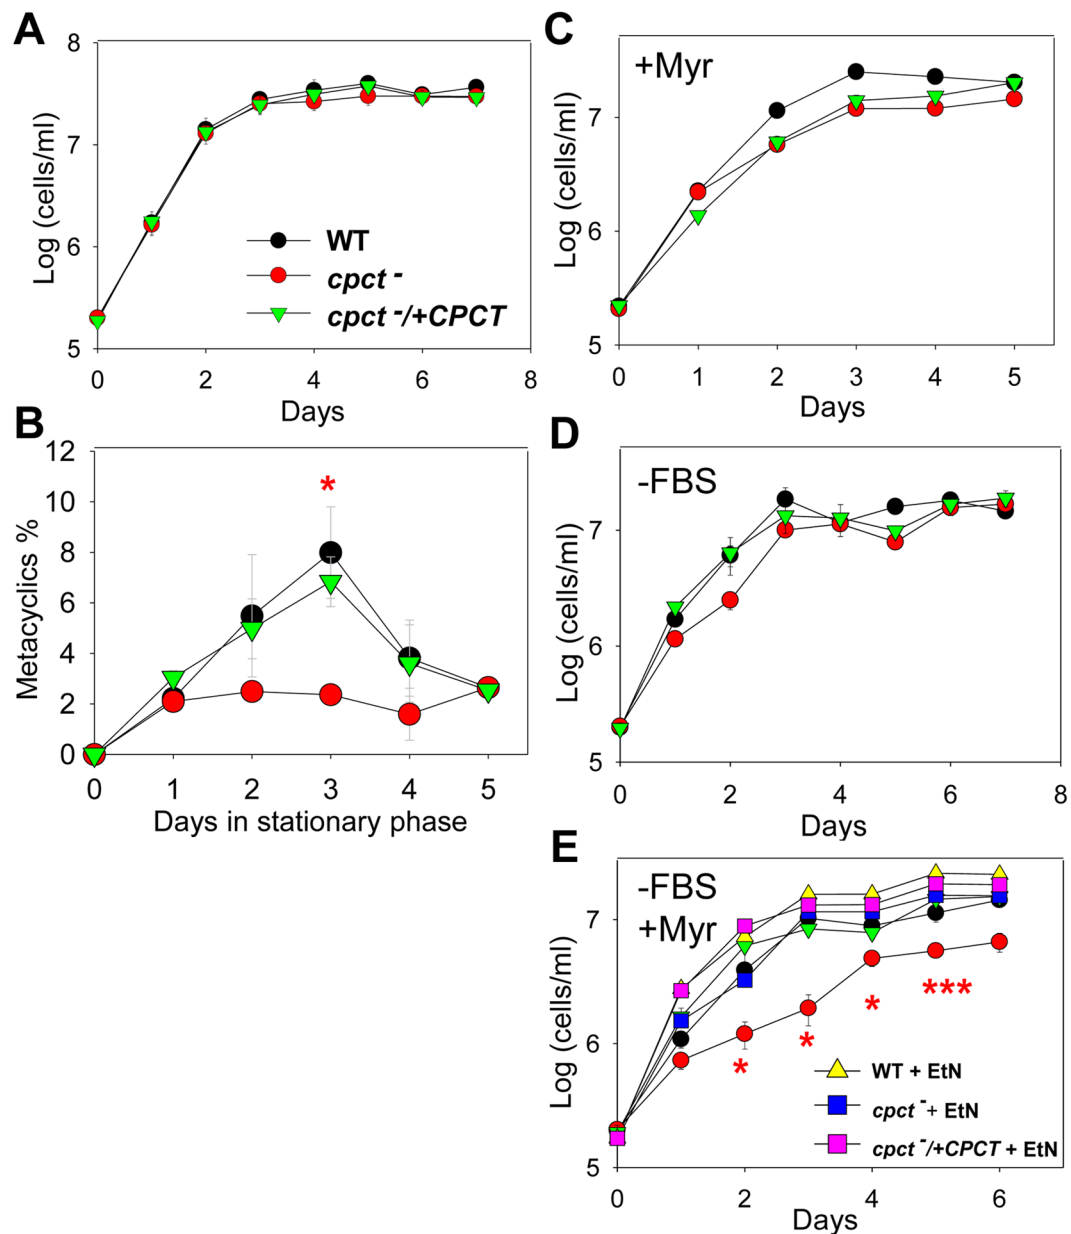 A
8
7
6
5
Log (cells/ml)
WT
cpct -
cpct -/+CPCT
0 2 4 6 8
Days
B
12
10
8
6
4
2
0
Metacyclics %
*
0 1 2 3 4 5
Days in stationary phase
C
+Myr
7
6
5
Log (cells/ml)
0 1 2 3 4 5
Days
D
-FBS
7
6
5
Log (cells/ml)
0 2 4 6 8
Days
E
-FBS
+Myr
7
6
5
Log (cells/ml)
***
*
*
*
WT + EtN
cpct - + EtN
cpct -/+CPCT + EtN
0 2 4 6
Days